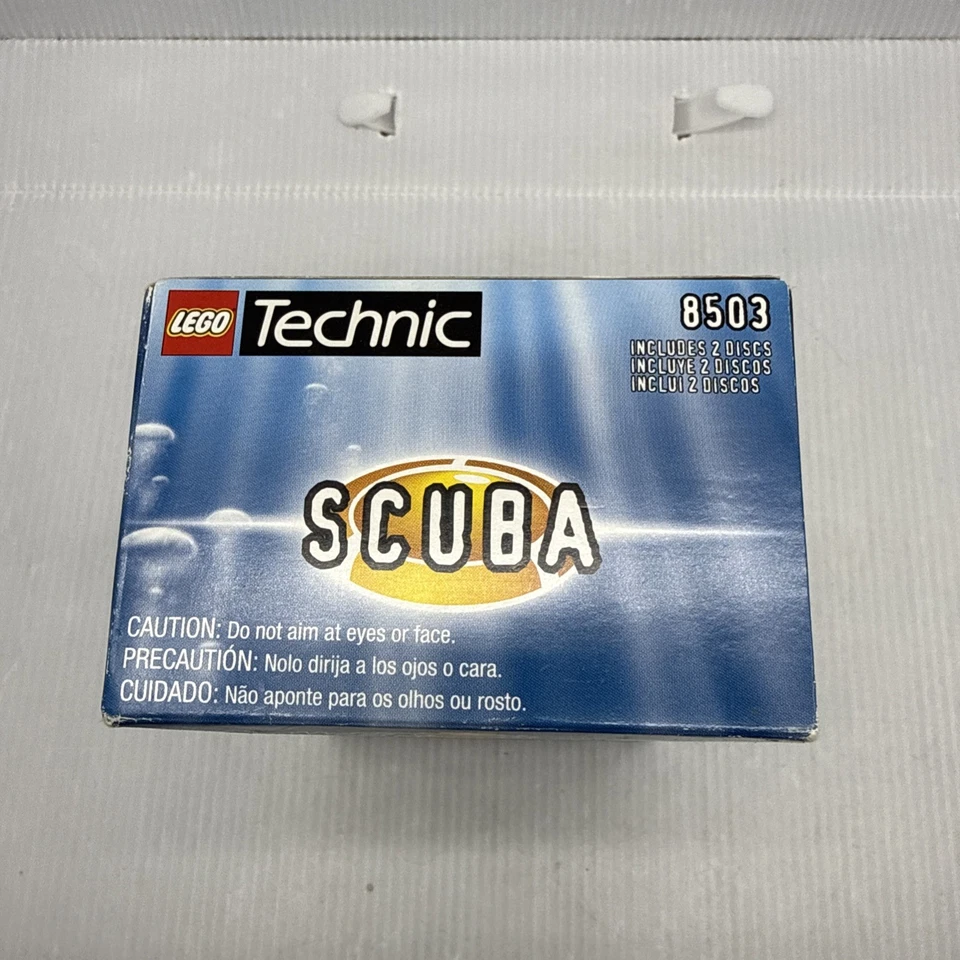 LEGO Technic
8503
INCLUDES 2 DISCS
INCLUYE 2 DISCOS
INCLUI 2 DISCOS
SCUBA
CAUTION: Do not aim at eyes or face.
PRECAUTIÓN: Nolo dirija a los ojos o cara.
CUIDADO: Não aponte para os olhos ou rosto.